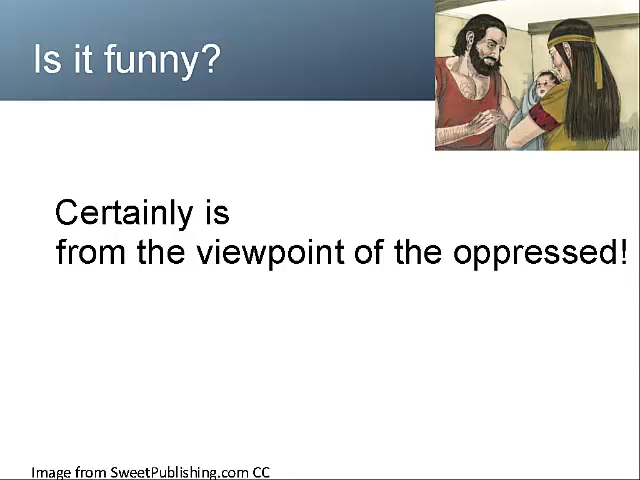 Is it funny?
Certainly is
from the viewpoint of the oppressed!
Image from SweetPublishing.com CC